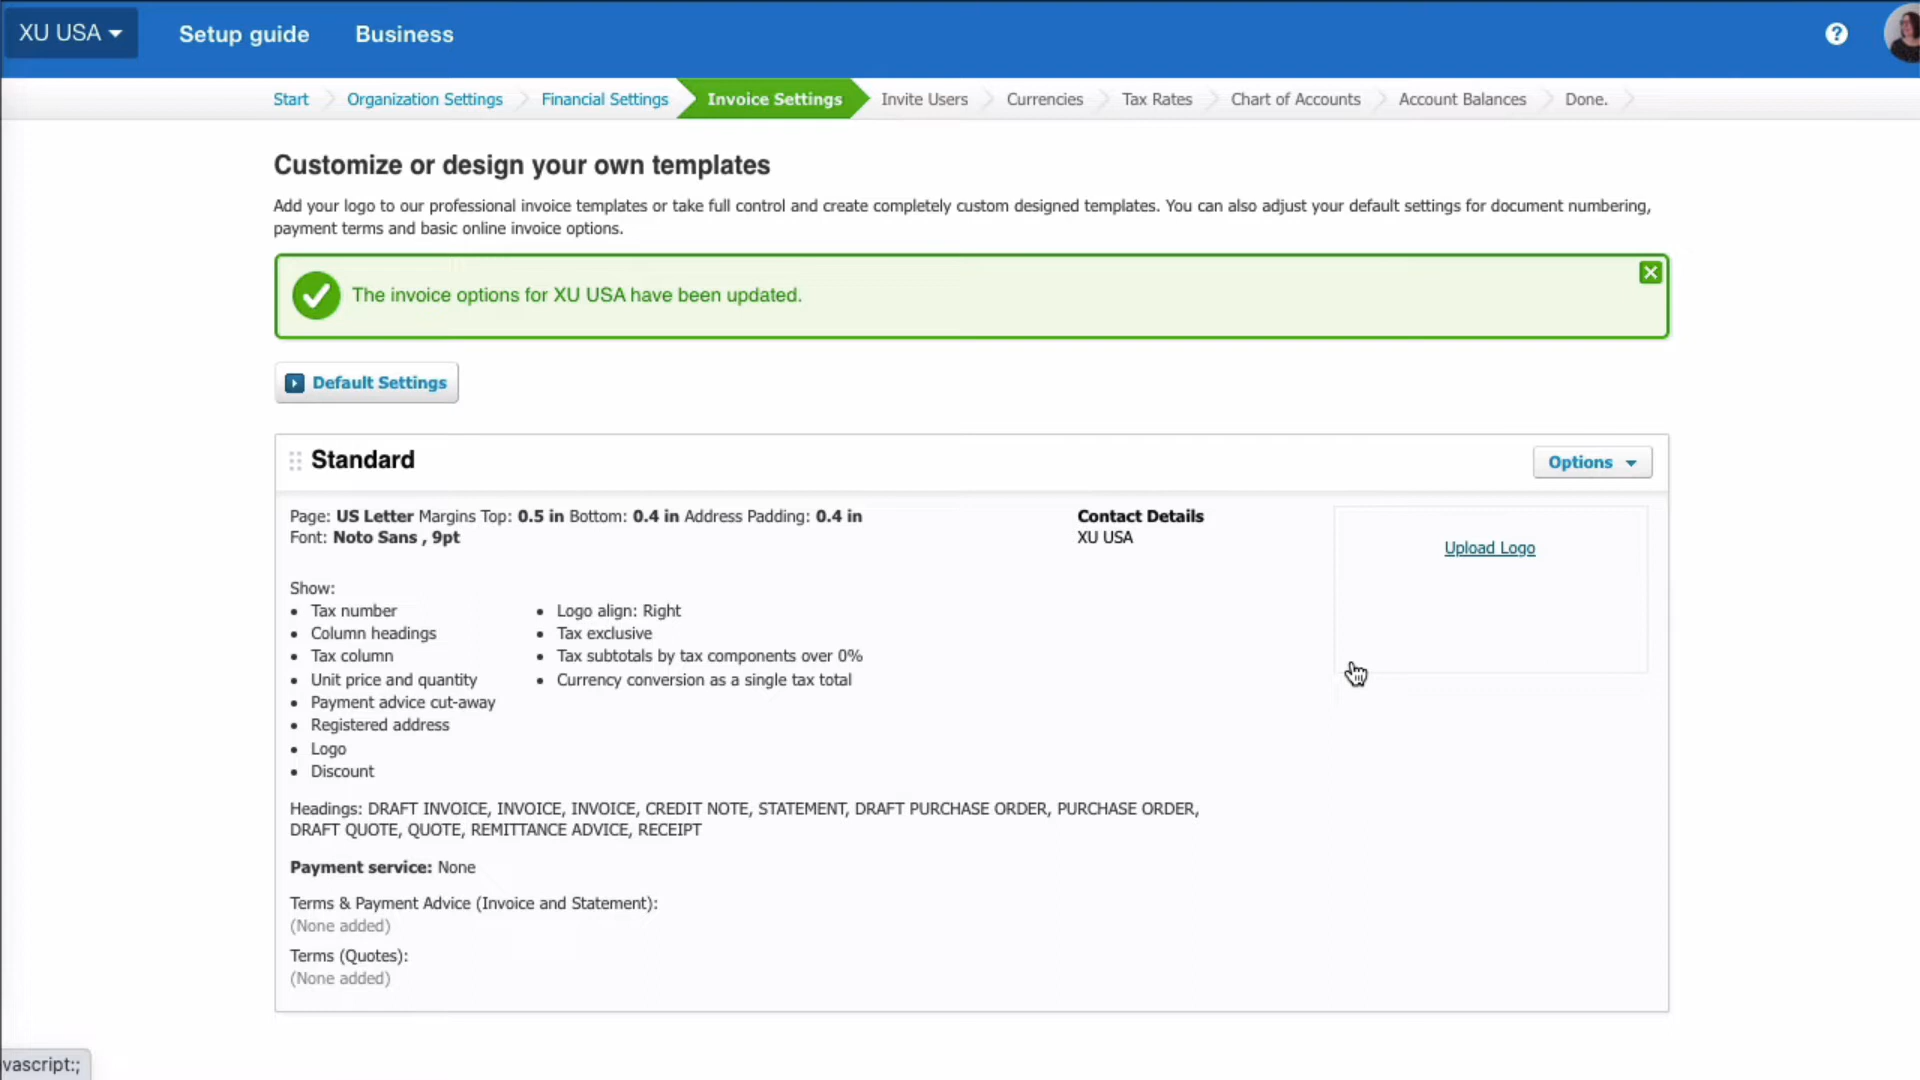 XU USA
Setup guide
Business
?
Start
Organization Settings
Financial Settings
Invoice Settings
Invite Users
Currencies
Tax Rates
Chart of Accounts
Account Balances
Done.
Customize or design your own templates
Add your logo to our professional invoice templates or take full control and create completely custom designed templates. You can also adjust your default settings for document numbering,
payment terms and basic online invoice options.
The invoice options for XU USA have been updated.
Default Settings
Standard
Options
Page: US Letter Margins Top: 0.5 in Bottom: 0.4 in Address Padding: 0.4 in
Font: Noto Sans , 9pt
Contact Details
XU USA
Upload Logo
Show:
Tax number
Column headings
Tax column
Unit price and quantity
Payment advice cut-away
Registered address
Logo
Discount
Logo align: Right
Tax exclusive
Tax subtotals by tax components over 0%
Currency conversion as a single tax total
Headings: DRAFT INVOICE, INVOICE, INVOICE, CREDIT NOTE, STATEMENT, DRAFT PURCHASE ORDER, PURCHASE ORDER,
DRAFT QUOTE, QUOTE, REMITTANCE ADVICE, RECEIPT
Payment service: None
Terms & Payment Advice (Invoice and Statement):
(None added)
Terms (Quotes):
(None added)
vascript:;